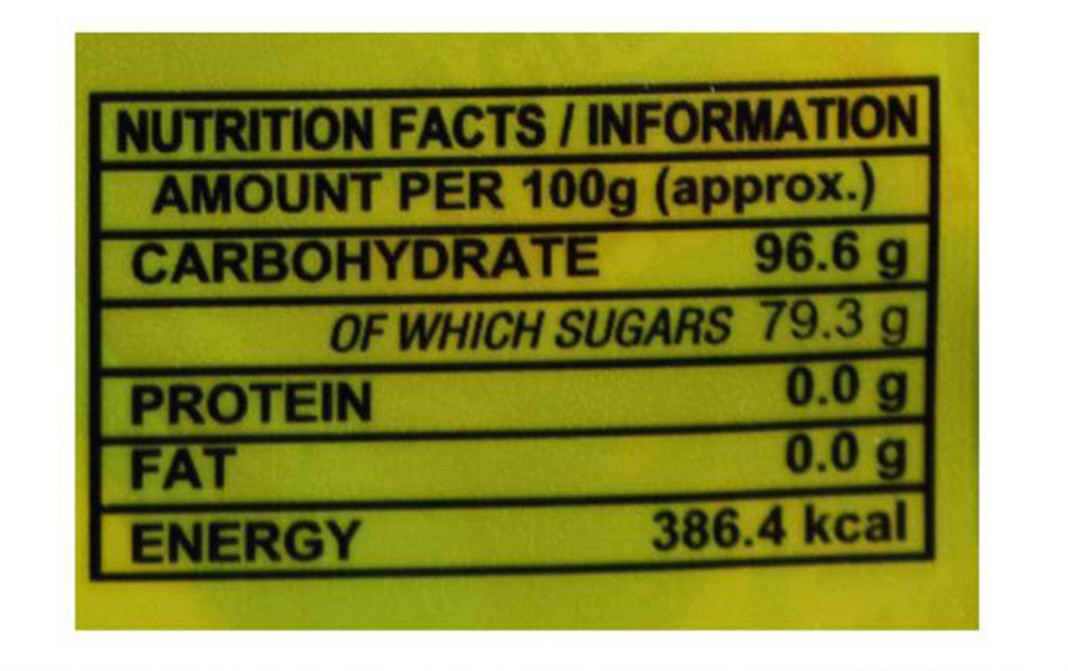 NUTRITION FACTS / INFORMATION
AMOUNT PER 100g (approx.)
CARBOHYDRATE 96.6 g
OF WHICH SUGARS 79.3 g
PROTEIN 0.0 g
FAT 0.0 g
ENERGY 386.4 kcal